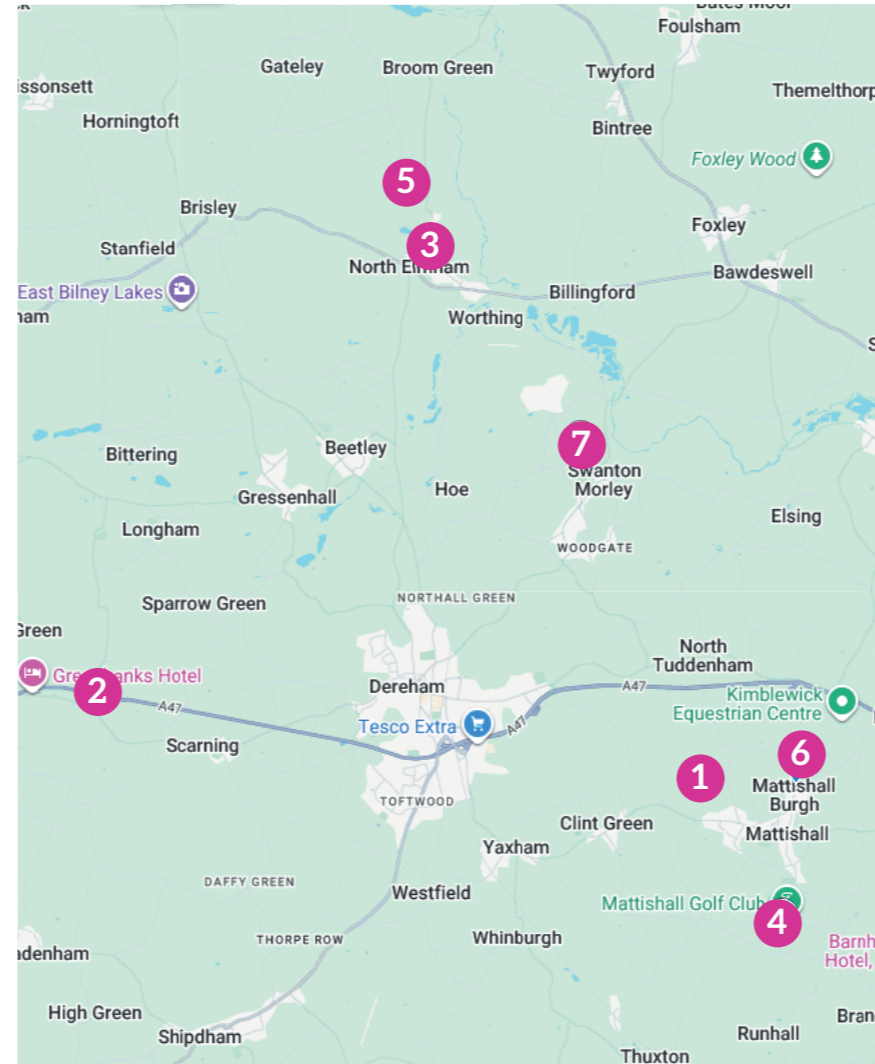 Foulsham
Gateley
Broom Green
Twyford
issonsett
Themelthorp
Horningtoft
Bintree
Foxley Wood
5
Brisley
Foxley
Stanfield
3
North Elmham
Bawdeswell
East Bilney Lakes
Billingford
ham
Worthing
S
7
Beetley
Bittering
Swanton
Morley
Hoe
Gressenhall
Elsing
Longham
WOODGATE
NORTHALL GREEN
Sparrow Green
Green
North
Tuddenham
Greenbanks Hotel
2
Dereham
A47
Kimblewick
Equestrian Centre
A47
Tesco Extra
A47
Scarning
6
1
Mattishall
Burgh
TOFTWOOD
Clint Green
Mattishall
Yaxham
DAFFY GREEN
Westfield
Mattishall Golf Club
4
THORPE ROW
Whinburgh
Barnh
Hotel,
adenham
High Green
Bran
Shipdham
Runhall
Thuxton